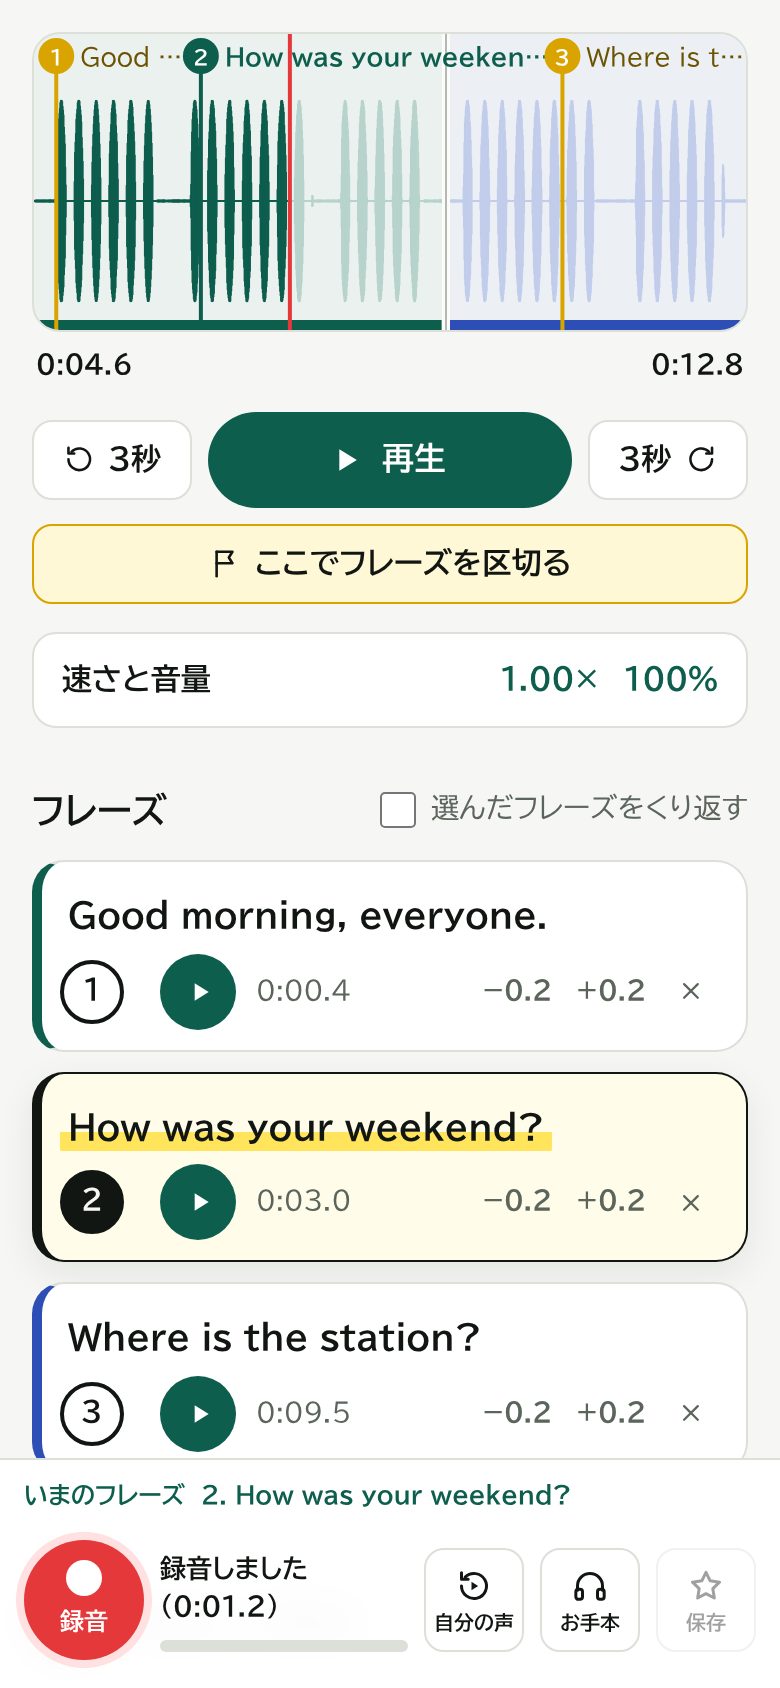 1 Good … 2 How was your weeken… 3 Where is t…
0:04.6 0:12.8
3秒 再生 3秒
ここでフレーズを区切る
速さと音量 1.00× 100%
フレーズ 選んだフレーズをくり返す
Good morning, everyone.
1 0:00.4 −0.2 +0.2 ×
How was your weekend?
2 0:03.0 −0.2 +0.2 ×
Where is the station?
3 0:09.5 −0.2 +0.2 ×
いまのフレーズ 2. How was your weekend?
録音しました
（0:01.2）
録音 自分の声 お手本 保存